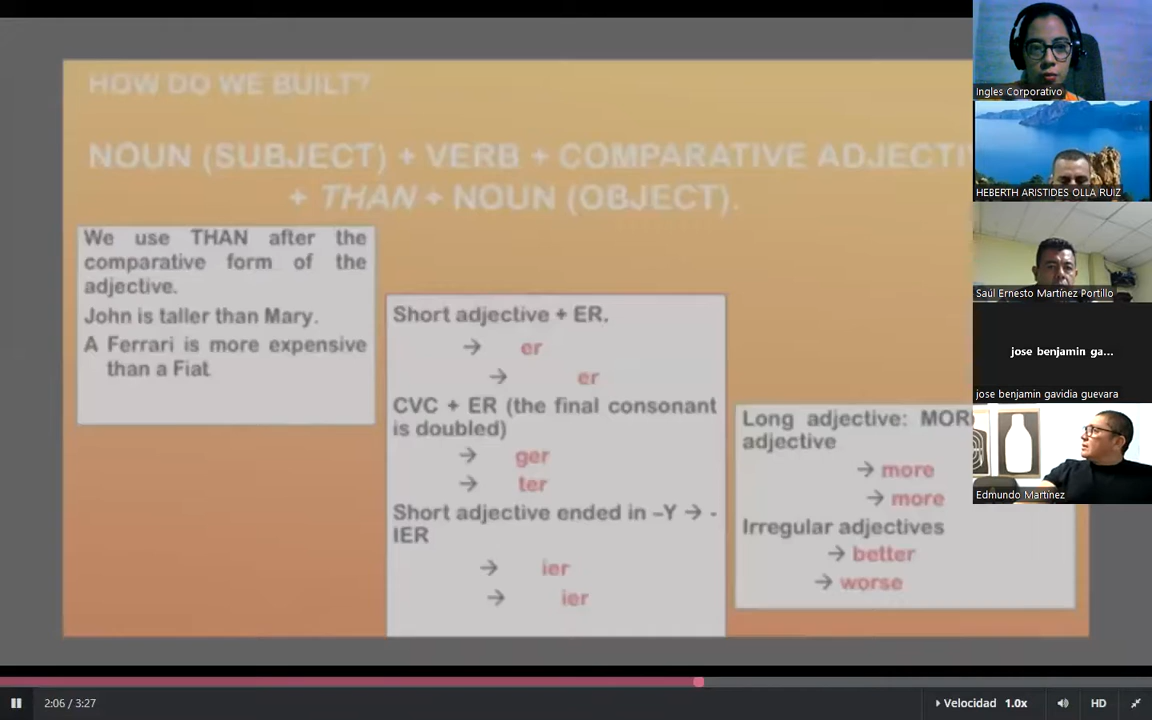 HOW DO WE BUILT?
NOUN (SUBJECT) + VERB + COMPARATIVE
+ THAN + NOUN (OBJECT).
We use THAN after the
comparative form of the
adjective.
John is taller than Mary.
A Ferrari is more expensive
than a Fiat
Short adjective + ER.
→ er
→ er
CVC + ER (the final consonant
is doubled)
→ ger
→ ter
Short adjective ended in –Y → -
IER
→ ier
→ ier
Long adjective:
adjective
→ more
→ more
Irregular adjectives
→ better
→ worse
Ingles Corporativo
HEBERTH ARISTIDES OLLA RUIZ
Saúl Ernesto Martínez Portillo
jose benjamin ga...
jose benjamin gavidia guevara
Edmundo Martínez
2:06 / 3:27
Velocidad 1.0x
HD